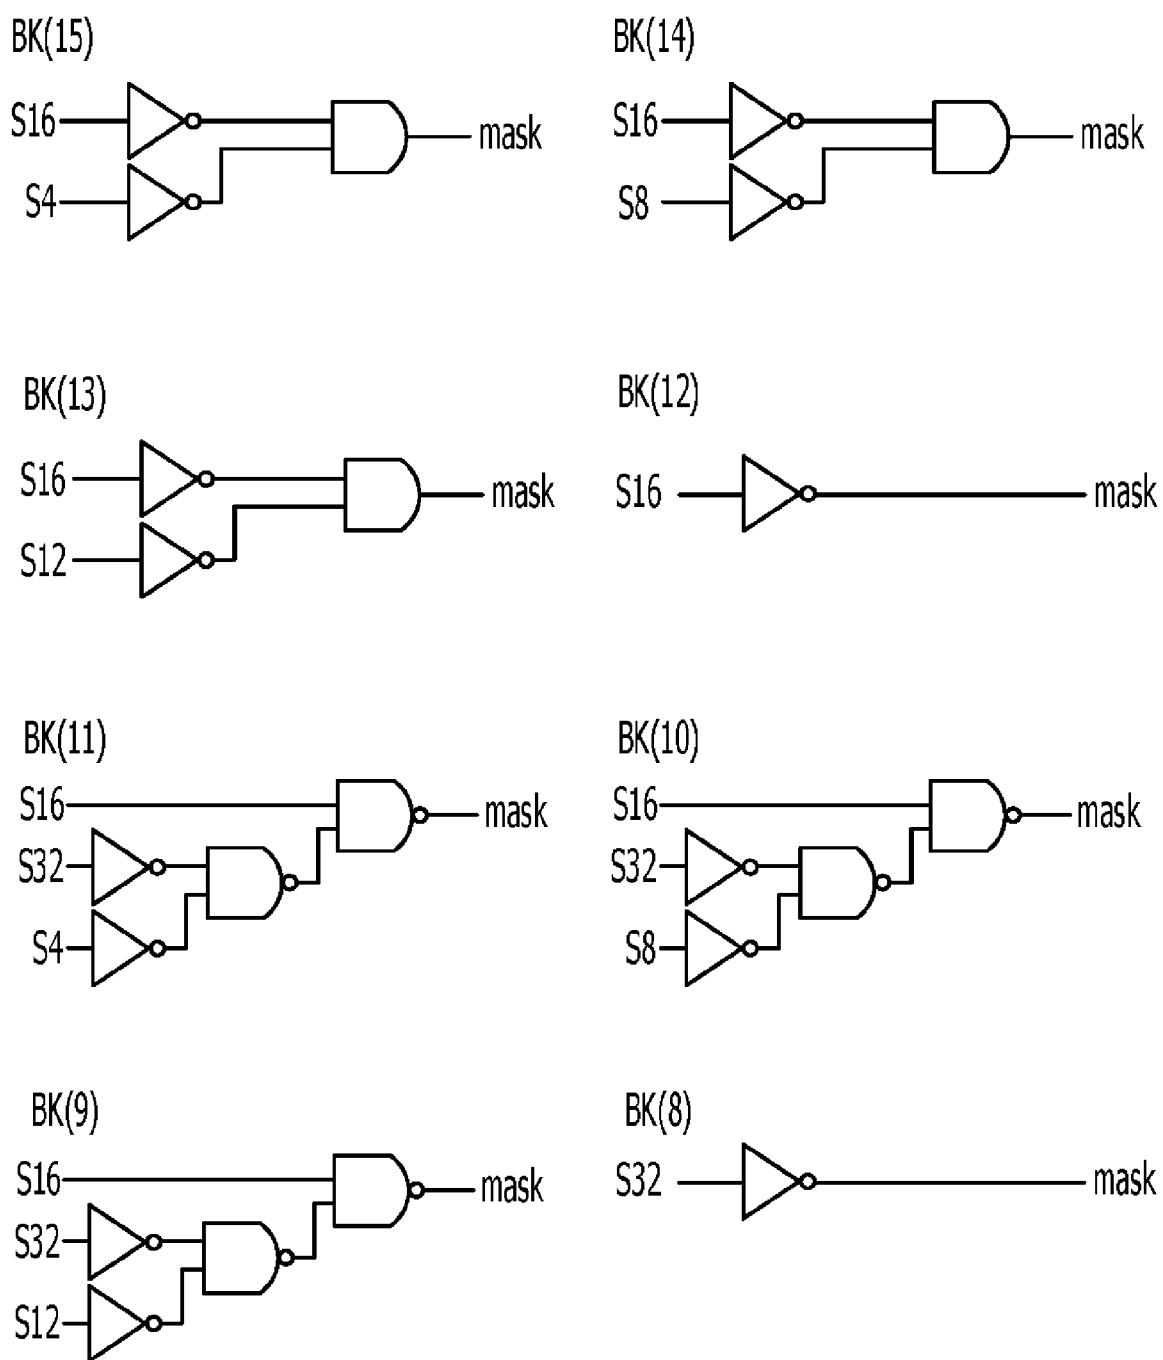 BK(15)
S16
mask
S4
BK(14)
S16
mask
S8
BK(13)
S16
mask
S12
BK(12)
S16
mask
BK(11)
S16
mask
S32
S4
BK(10)
S16
mask
S32
S8
BK(9)
S16
mask
S32
S12
BK(8)
S32
mask